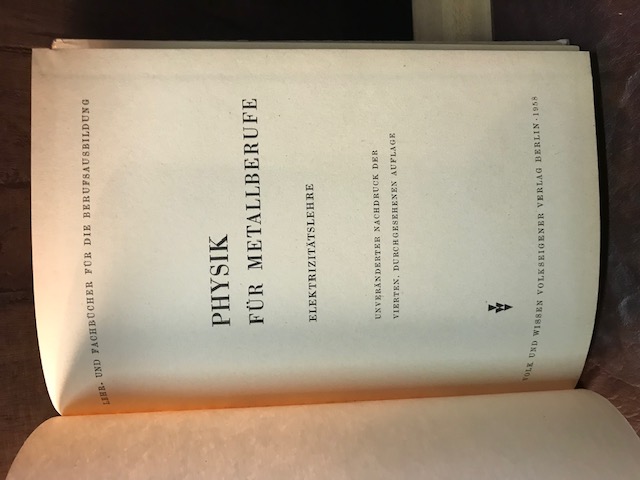 LEHR- UND FACHBÜCHER FÜR DIE BERUFSAUSBILDUNG
PHYSIK
FÜR METALLBERUFE
ELEKTRIZITÄTSLEHRE
UNVERÄNDERTER NACHDRUCK DER
VIERTEN, DURCHGESEHENEN AUFLAGE
VOLK UND WISSEN VOLKSEIGENER VERLAG BERLIN · 1958